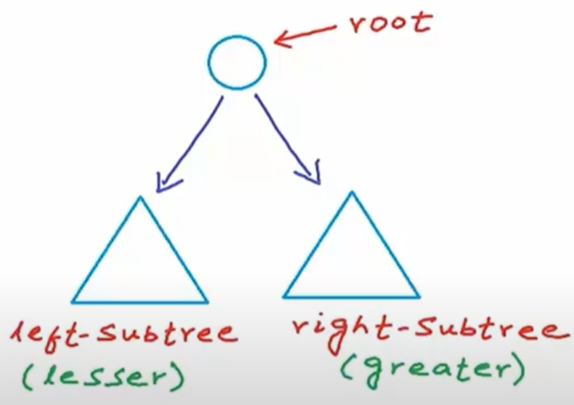 root
left-subtree
(lesser)
right-subtree
(greater)